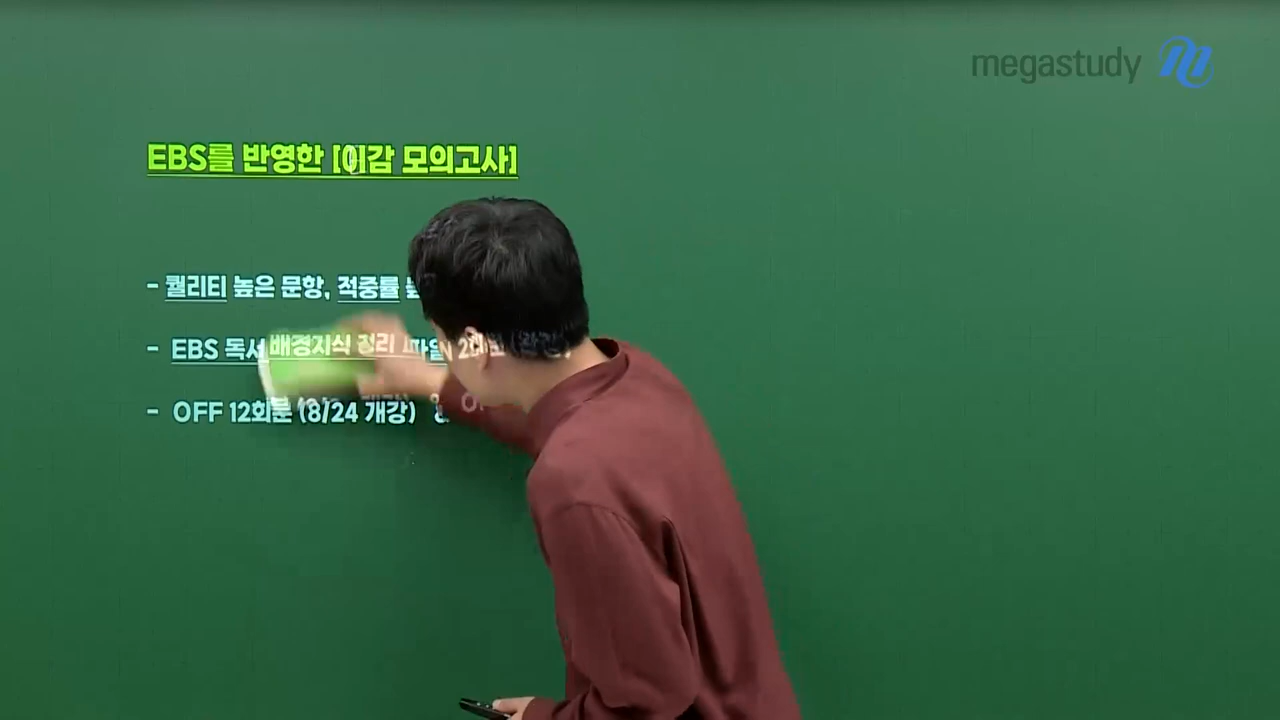 megastudy
EBS를 반영한 [이감 모의고사]
- 퀄리티 높은 문항, 적중률
- EBS 독서 배경지식 정리 파일
- OFF 12회분 (8/24 개강)